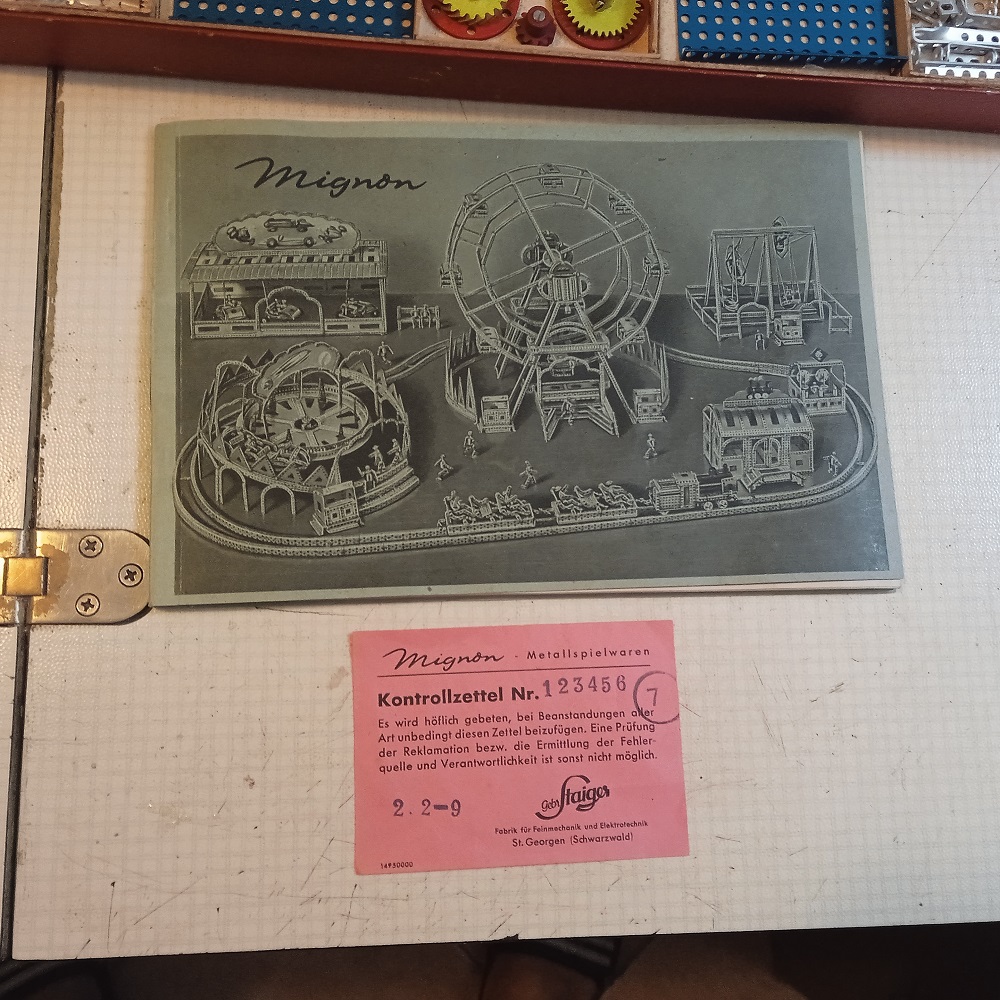 Mignon
Mignon - Metallspielwaren
Kontrollzettel Nr. 123456
7
Es wird höflich gebeten, bei Beanstandungen aller
Art unbedingt diesen Zettel beizufügen. Eine Prüfung
der Reklamation bezw. die Ermittlung der Fehler-
quelle und Verantwortlichkeit ist sonst nicht möglich.
2. 2-9
Gebr Staiger
Fabrik für Feinmechanik und Elektrotechnik
St. Georgen (Schwarzwald)
14930000